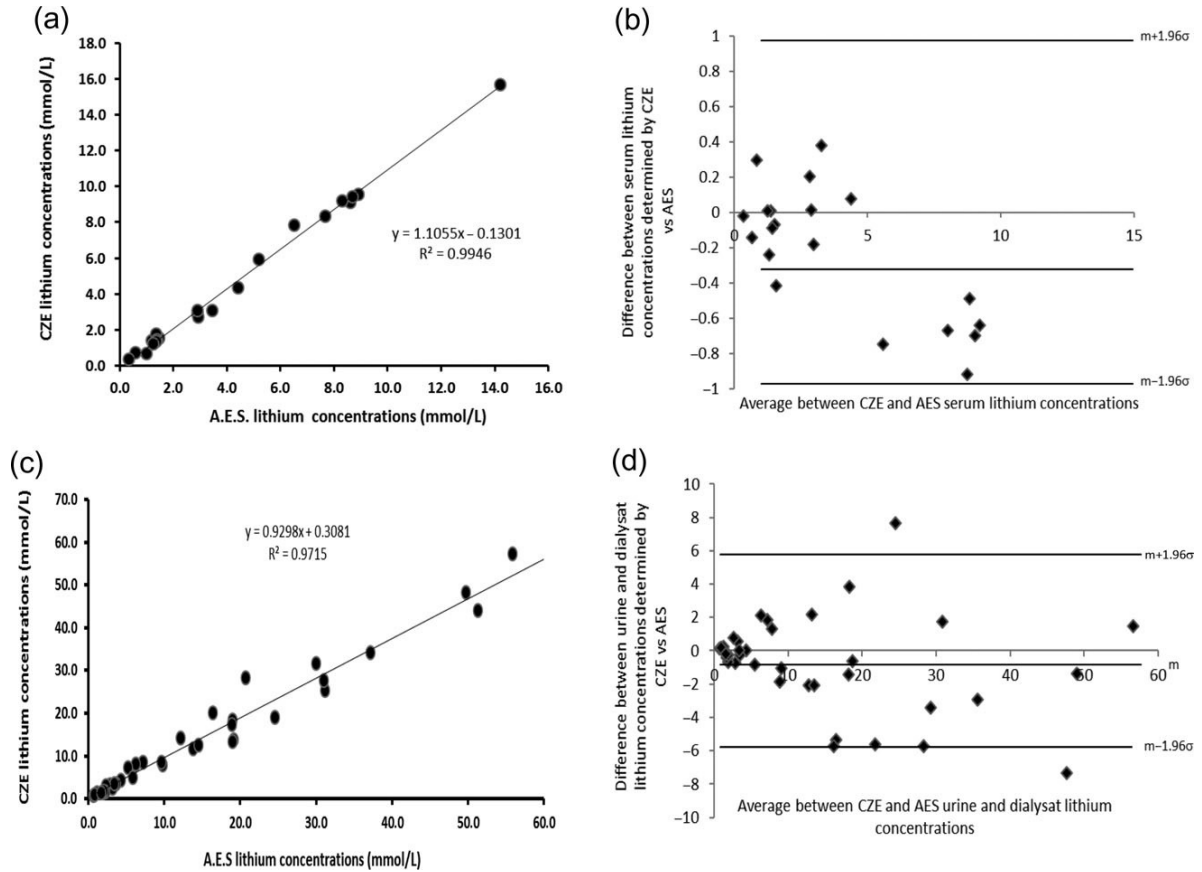 (a)
CZE lithium concentrations (mmol/L)
18.0
16.0
14.0
12.0
10.0
8.0
6.0
4.0
2.0
0.0
y = 1.1055x – 0.1301
R² = 0.9946
0.0 2.0 4.0 6.0 8.0 10.0 12.0 14.0 16.0
A.E.S. lithium concentrations (mmol/L)
(b)
Difference between serum lithium
concentrations determined by CZE
vs AES
1
0.8
0.6
0.4
0.2
0
–0.2
–0.4
–0.6
–0.8
–1
0 5 10 15
m+1.96σ
m–1.96σ
Average between CZE and AES serum lithium concentrations
(c)
CZE lithium concentrations (mmol/L)
70.0
60.0
50.0
40.0
30.0
20.0
10.0
0.0
y = 0.9298x + 0.3081
R² = 0.9715
0.0 10.0 20.0 30.0 40.0 50.0 60.0
A.E.S lithium concentrations (mmol/L)
(d)
Difference between urine and dialysat
lithium concentrations determined by
CZE vs AES
10
8
6
4
2
0
–2
–4
–6
–8
–10
0 10 20 30 40 50 60
m+1.96σ
m
m–1.96σ
Average between CZE and AES urine and dialysat lithium
concentrations